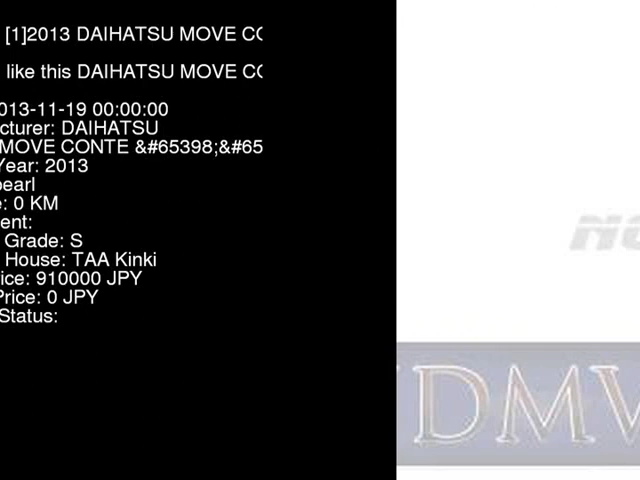 [1]2013 DAIHATSU MOVE CO
like this DAIHATSU MOVE CO
013-11-19 00:00:00
cturer: DAIHATSU
MOVE CONTE &#65398;&#65
Year: 2013
pearl
e: 0 KM
ent:
Grade: S
House: TAA Kinki
ice: 910000 JPY
Price: 0 JPY
Status:
DMV